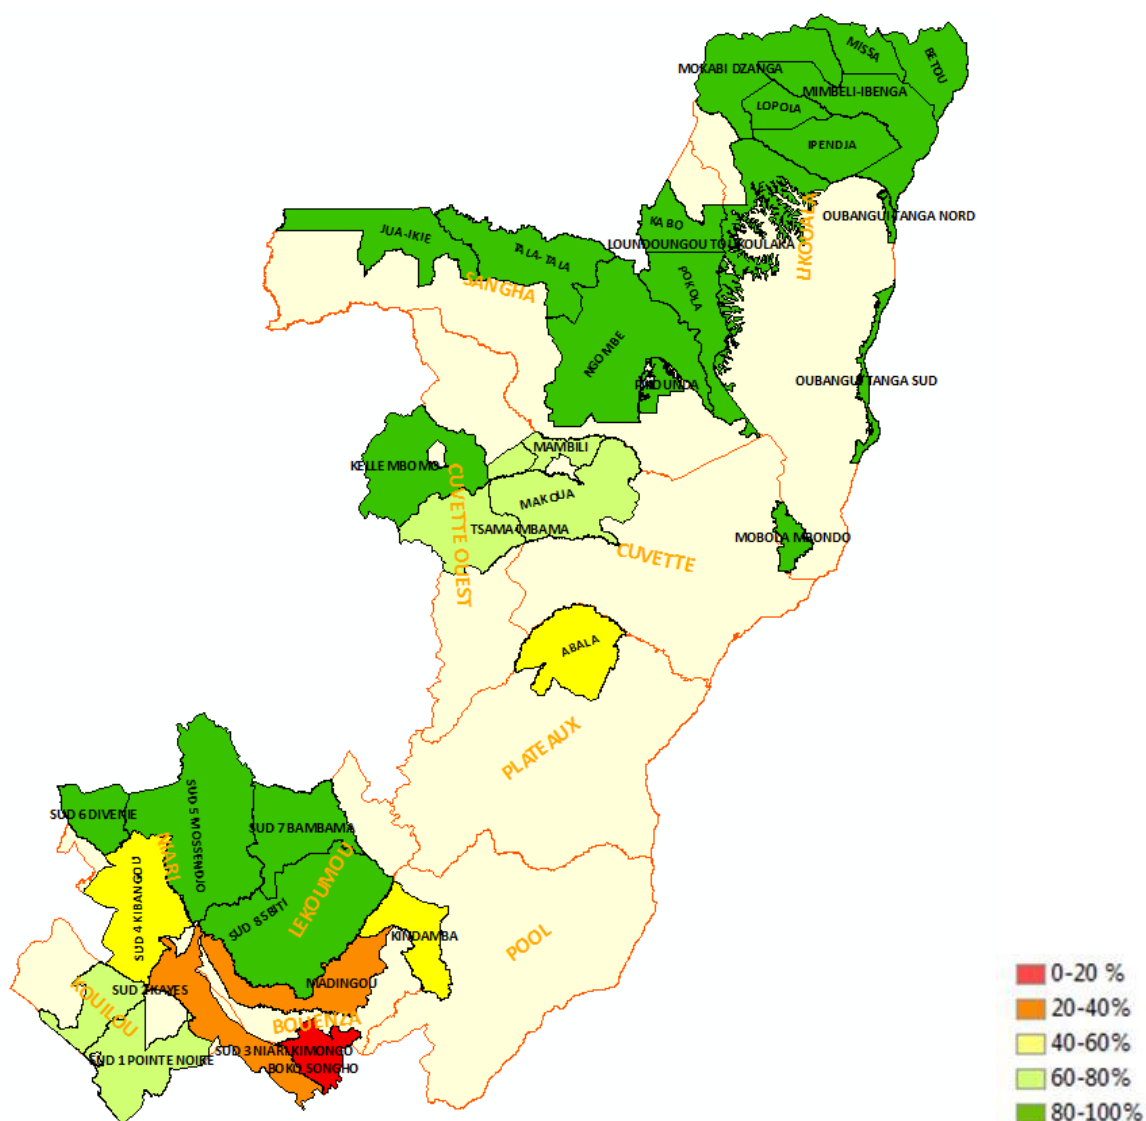 MISSA
BETOU
MOKABI DZANGA
MIMBELI-IBENGA
LOPOLA
IPENDJA
OUBANGUI TANGA NORD
KABO
JUA-IKIE
LOUNDOUNGOU TOUKOULAKA
LIKOUALA
TALA-TALA
SANGHA
POKOLA
NGOMBE
PIKOUNDA
OUBANGUI TANGA SUD
MAMBILI
KELLE MBOMO
CUVETTE OUEST
MAKOUA
TSAMA-MBAMA
MOBOLA MBONDO
CUVETTE
ABALA
PLATEAUX
SUD 6 DIVENIE
SUD 5 MOSSENDJO
SUD 7 BAMBAMA
NIARI
SUD 4 KIBANGOU
SUD 8 SBITI
LEKOUMOU
KINDAMBA
POOL
MADINGOU
SUD 2 KAYES
KOUILOU
BOUENZA
SUD 1 POINTE NOIRE
SUD 3 NIARI KIMONGO
BOKO SONGHO
0-20 %
20-40%
40-60%
60-80%
80-100%